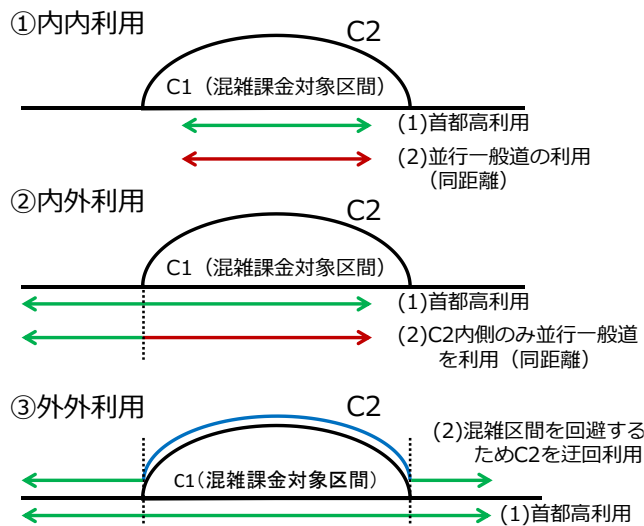 ①内内利用
C2
C1（混雑課金対象区間）
(1)首都高利用
(2)並行一般道の利用
（同距離）
②内外利用
C2
C1（混雑課金対象区間）
(1)首都高利用
(2)C2内側のみ並行一般道
を利用（同距離）
③外外利用
C2
(2)混雑区間を回避する
ためC2を迂回利用
C1(混雑課金対象区間)
(1)首都高利用